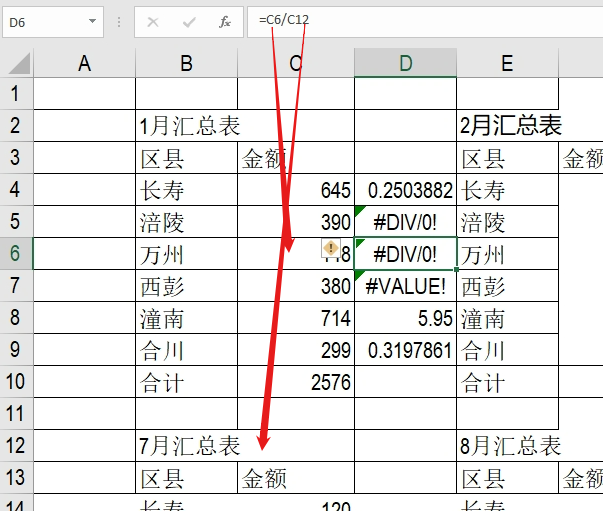 D6 =C6/C12
A B C D E
1
2 1月汇总表 2月汇总表
3 区县 金额 区县 金额
4 长寿 645 0.2503882 长寿
5 涪陵 390 #DIV/0! 涪陵
6 万州 #DIV/0! 万州
7 西彭 380 #VALUE! 西彭
8 潼南 714 5.95 潼南
9 合川 299 0.3197861 合川
10 合计 2576 合计
11
12 7月汇总表 8月汇总表
13 区县 金额 区县 金额
14 长寿 120 长寿